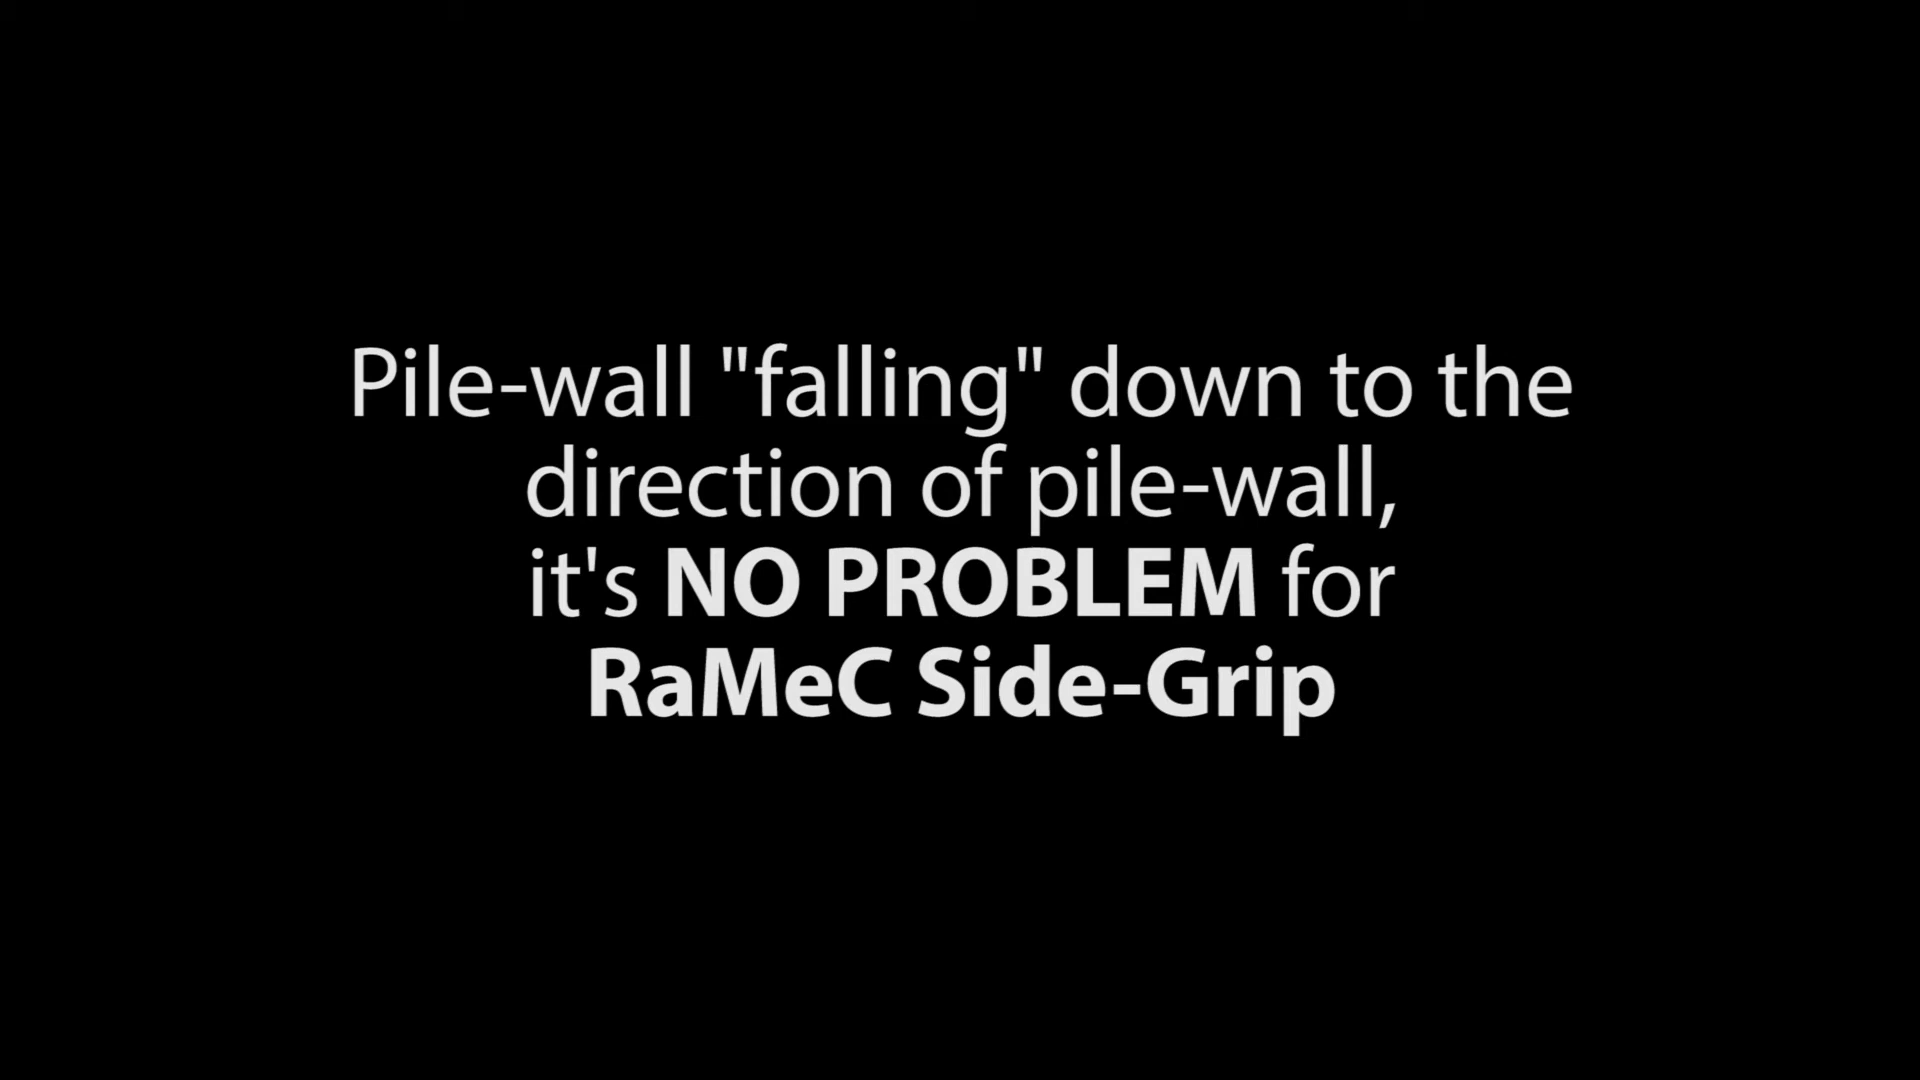 Pile-wall "falling" down to the
direction of pile-wall,
it's NO PROBLEM for
RaMeC Side-Grip